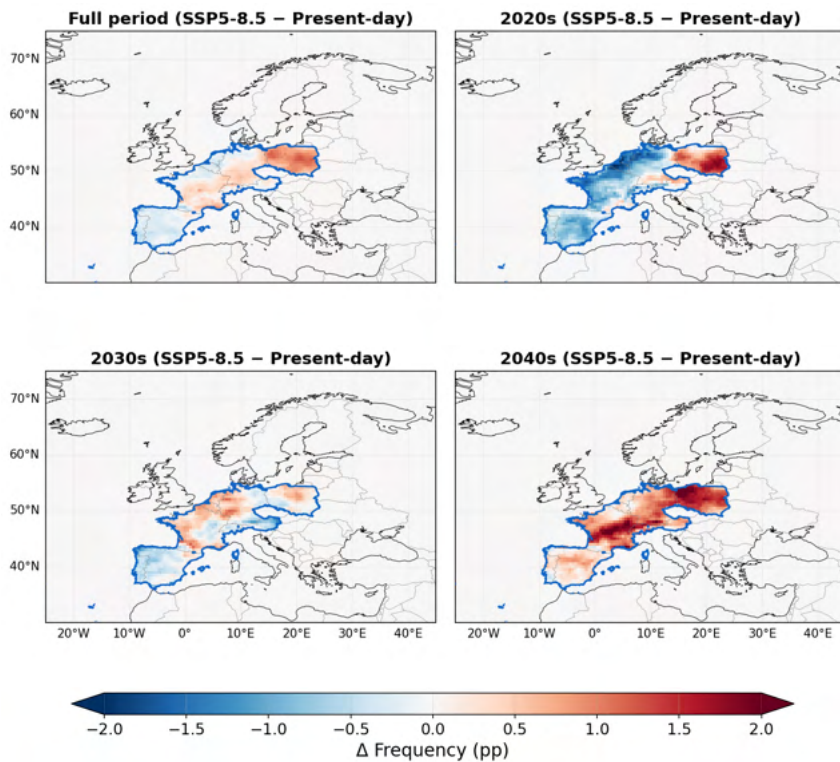 Full period (SSP5-8.5 − Present-day)
2020s (SSP5-8.5 − Present-day)
70°N
60°N
50°N
40°N
2030s (SSP5-8.5 − Present-day)
2040s (SSP5-8.5 − Present-day)
70°N
60°N
50°N
40°N
20°W 10°W 0° 10°E 20°E 30°E 40°E
20°W 10°W 0° 10°E 20°E 30°E 40°E
−2.0 −1.5 −1.0 −0.5 0.0 0.5 1.0 1.5 2.0
Δ Frequency (pp)